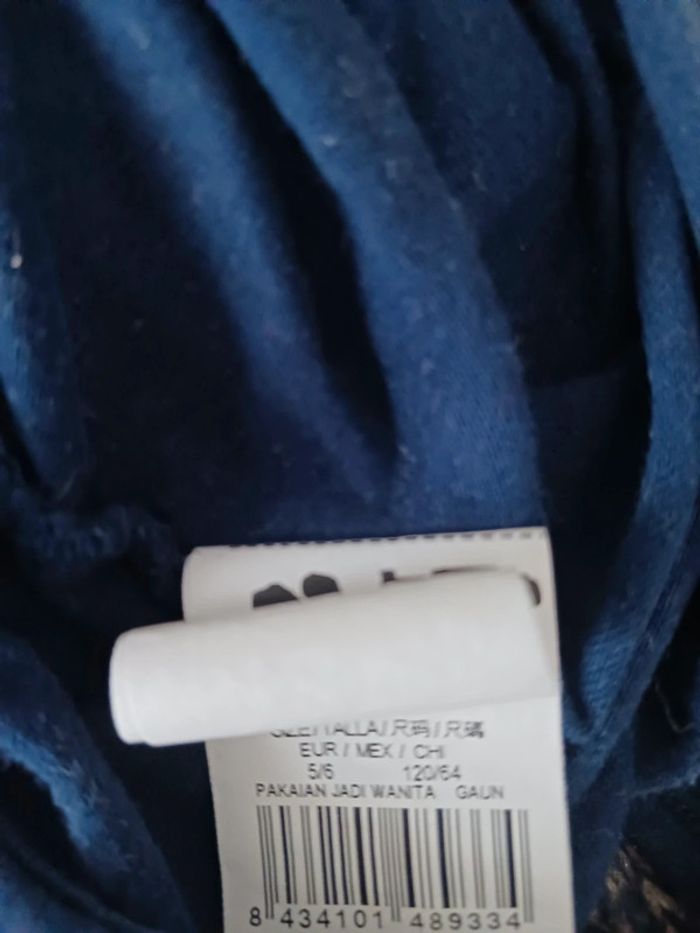 SIZE/TALLA/尺码/尺碼
EUR / MEX / CHI
5/6 120/64
PAKAIAN JADI WANITA GAUN
8 434101 489334